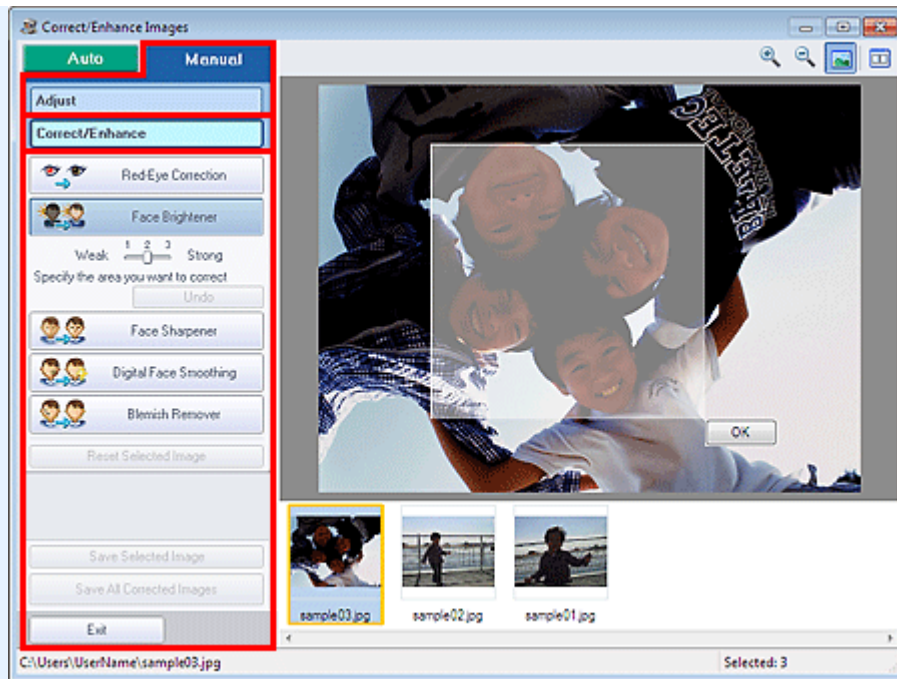 Correct/Enhance Images
Auto
Manual
Adjust
Correct/Enhance
Red-Eye Correction
Face Brightener
1 2 3
Weak Strong
Specify the area you want to correct
Undo
Face Sharpener
Digital Face Smoothing
Blemish Remover
Reset Selected Image
Save Selected Image
Save All Corrected Images
Exit
OK
sample03.jpg
sample02.jpg
sample01.jpg
C:\Users\UserName\sample03.jpg
Selected: 3